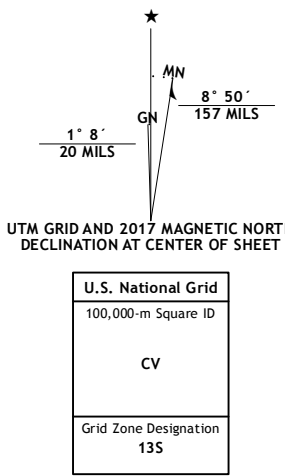 ★
MN
GN
8° 50´
157 MILS
1° 8´
20 MILS
UTM GRID AND 2017 MAGNETIC NORT
DECLINATION AT CENTER OF SHEET
U.S. National Grid
100,000-m Square ID
CV
Grid Zone Designation
13S